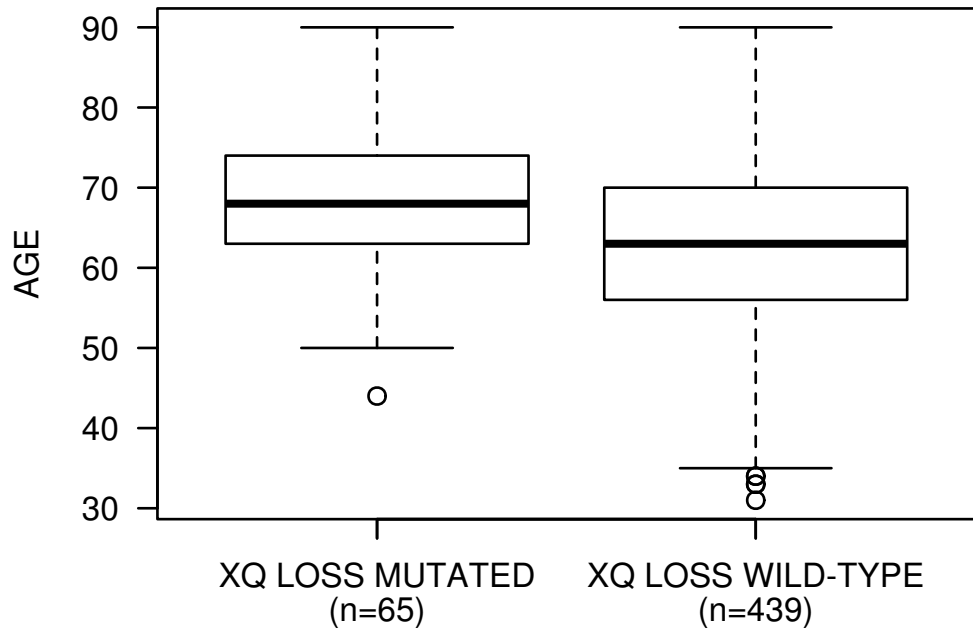 90
80
70
60
50
40
30
AGE
XQ LOSS MUTATED
(n=65)
XQ LOSS WILD-TYPE
(n=439)